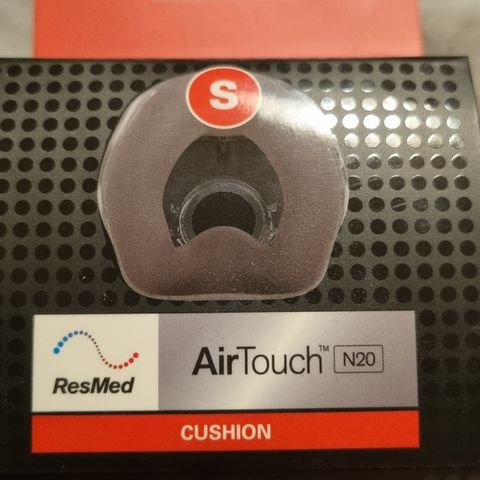 S
ResMed
AirTouch™ N20
CUSHION